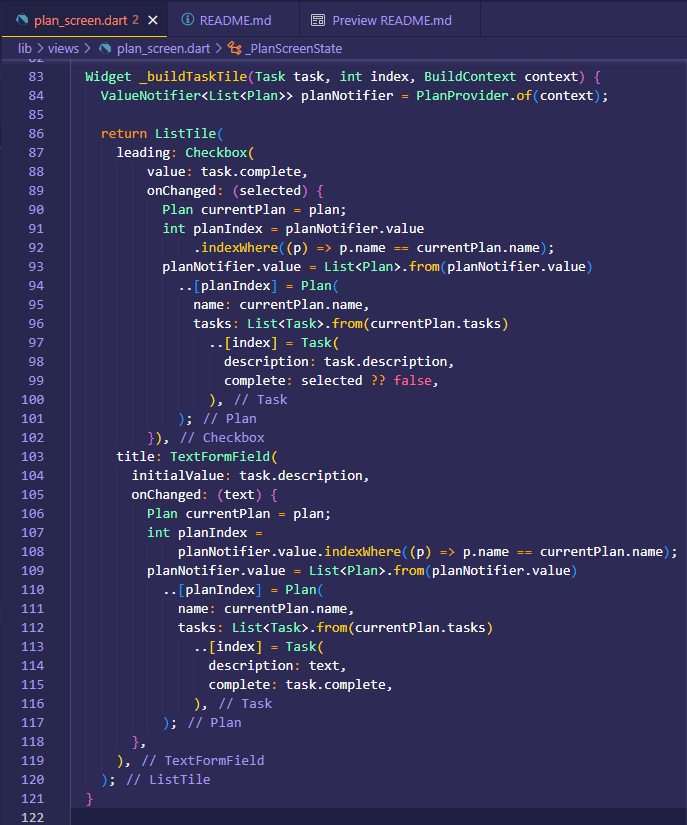 plan_screen.dart 2 × README.md Preview README.md
lib > views > plan_screen.dart > _PlanScreenState
83 Widget _buildTaskTile(Task task, int index, BuildContext context) {
84 ValueNotifier<List<Plan>> planNotifier = PlanProvider.of(context);
85
86 return ListTile(
87 leading: Checkbox(
88 value: task.complete,
89 onChanged: (selected) {
90 Plan currentPlan = plan;
91 int planIndex = planNotifier.value
92 .indexWhere((p) => p.name == currentPlan.name);
93 planNotifier.value = List<Plan>.from(planNotifier.value)
94 ..[planIndex] = Plan(
95 name: currentPlan.name,
96 tasks: List<Task>.from(currentPlan.tasks)
97 ..[index] = Task(
98 description: task.description,
99 complete: selected ?? false,
100 ), // Task
101 ); // Plan
102 }), // Checkbox
103 title: TextFormField(
104 initialValue: task.description,
105 onChanged: (text) {
106 Plan currentPlan = plan;
107 int planIndex =
108 planNotifier.value.indexWhere((p) => p.name == currentPlan.name);
109 planNotifier.value = List<Plan>.from(planNotifier.value)
110 ..[planIndex] = Plan(
111 name: currentPlan.name,
112 tasks: List<Task>.from(currentPlan.tasks)
113 ..[index] = Task(
114 description: text,
115 complete: task.complete,
116 ), // Task
117 ); // Plan
118 },
119 ), // TextFormField
120 ); // ListTile
121 }
122